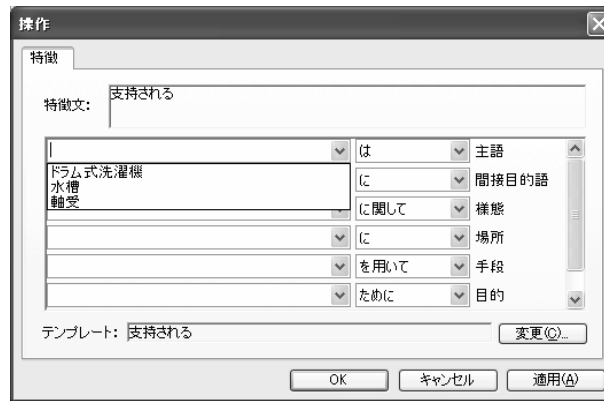 操作
特徴
特徴文: 支持される
は 主語
ドラム式洗濯機
水槽
軸受
に 間接目的語
に関して 様態
に 場所
を用いて 手段
ために 目的
テンプレート: 支持される 変更(C)...
OK キャンセル 適用(A)